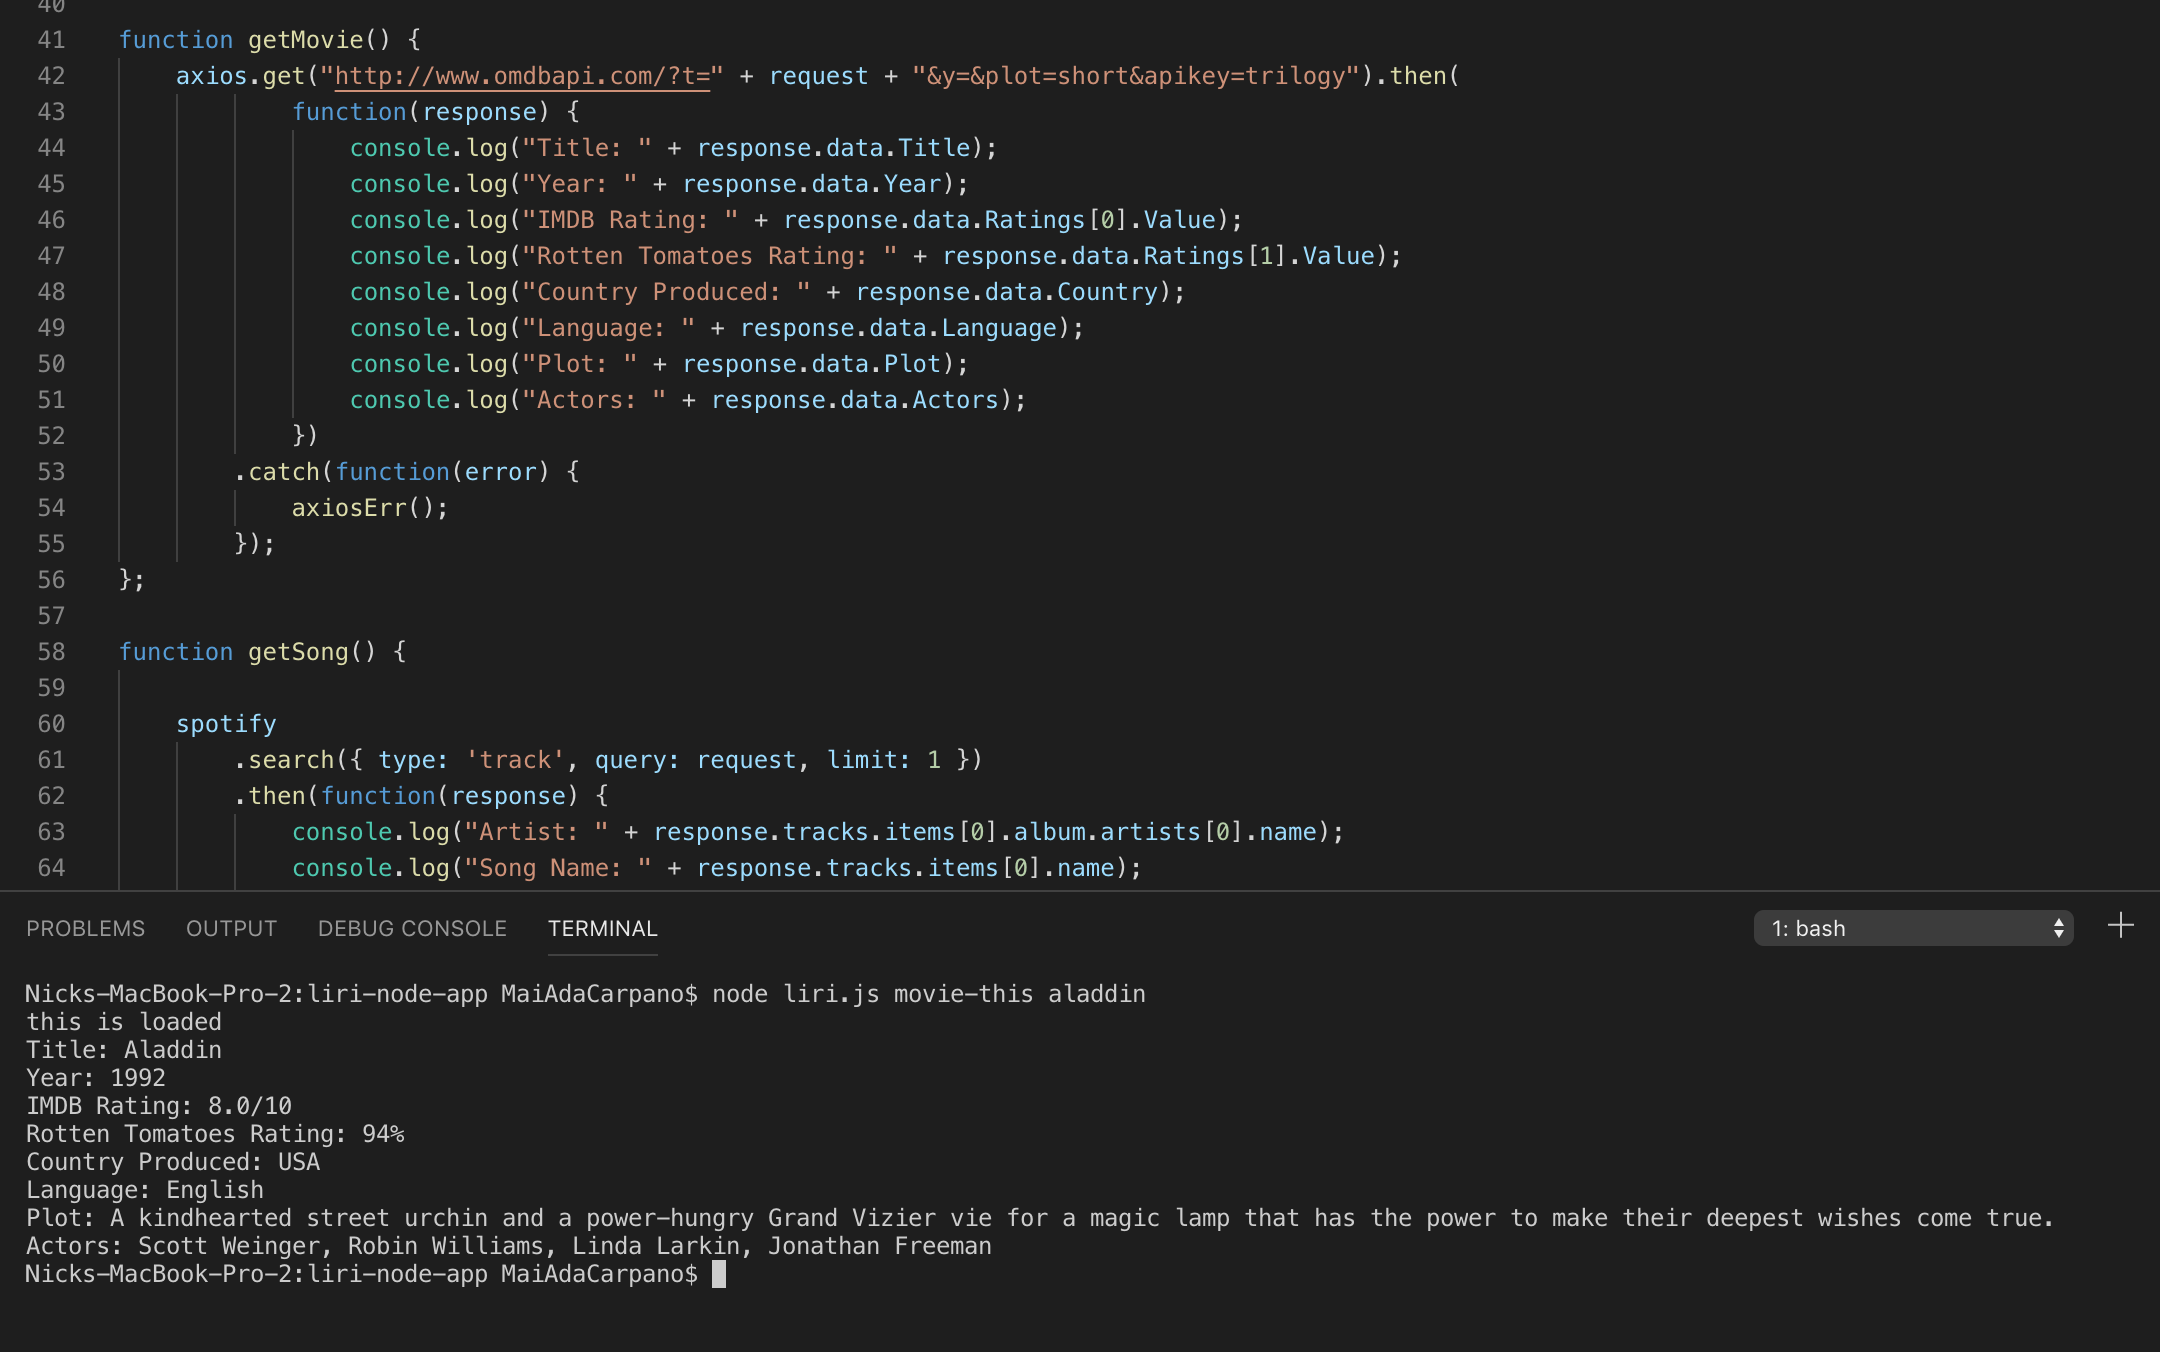 40
41 function getMovie() {
42 axios.get("http://www.omdbapi.com/?t=" + request + "&y=&plot=short&apikey=trilogy").then(
43 function(response) {
44 console.log("Title: " + response.data.Title);
45 console.log("Year: " + response.data.Year);
46 console.log("IMDB Rating: " + response.data.Ratings[0].Value);
47 console.log("Rotten Tomatoes Rating: " + response.data.Ratings[1].Value);
48 console.log("Country Produced: " + response.data.Country);
49 console.log("Language: " + response.data.Language);
50 console.log("Plot: " + response.data.Plot);
51 console.log("Actors: " + response.data.Actors);
52 })
53 .catch(function(error) {
54 axiosErr();
55 });
56 };
57
58 function getSong() {
59
60 spotify
61 .search({ type: 'track', query: request, limit: 1 })
62 .then(function(response) {
63 console.log("Artist: " + response.tracks.items[0].album.artists[0].name);
64 console.log("Song Name: " + response.tracks.items[0].name);
PROBLEMS OUTPUT DEBUG CONSOLE TERMINAL 1: bash
Nicks-MacBook-Pro-2:liri-node-app MaiAdaCarpano$ node liri.js movie-this aladdin
this is loaded
Title: Aladdin
Year: 1992
IMDB Rating: 8.0/10
Rotten Tomatoes Rating: 94%
Country Produced: USA
Language: English
Plot: A kindhearted street urchin and a power-hungry Grand Vizier vie for a magic lamp that has the power to make their deepest wishes come true.
Actors: Scott Weinger, Robin Williams, Linda Larkin, Jonathan Freeman
Nicks-MacBook-Pro-2:liri-node-app MaiAdaCarpano$